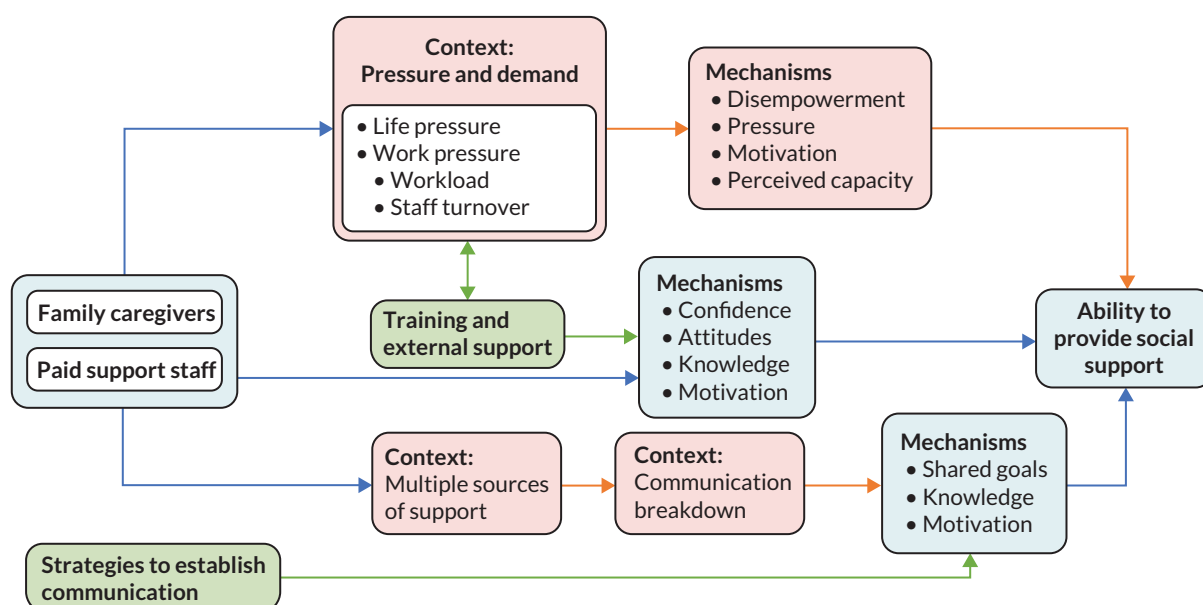 Context:
Pressure and demand
• Life pressure
• Work pressure
• Workload
• Staff turnover
Mechanisms
• Disempowerment
• Pressure
• Motivation
• Perceived capacity
Family caregivers
Paid support staff
Training and
external support
Mechanisms
• Confidence
• Attitudes
• Knowledge
• Motivation
Ability to
provide social
support
Context:
Multiple sources
of support
Context:
Communication
breakdown
Mechanisms
• Shared goals
• Knowledge
• Motivation
Strategies to establish
communication